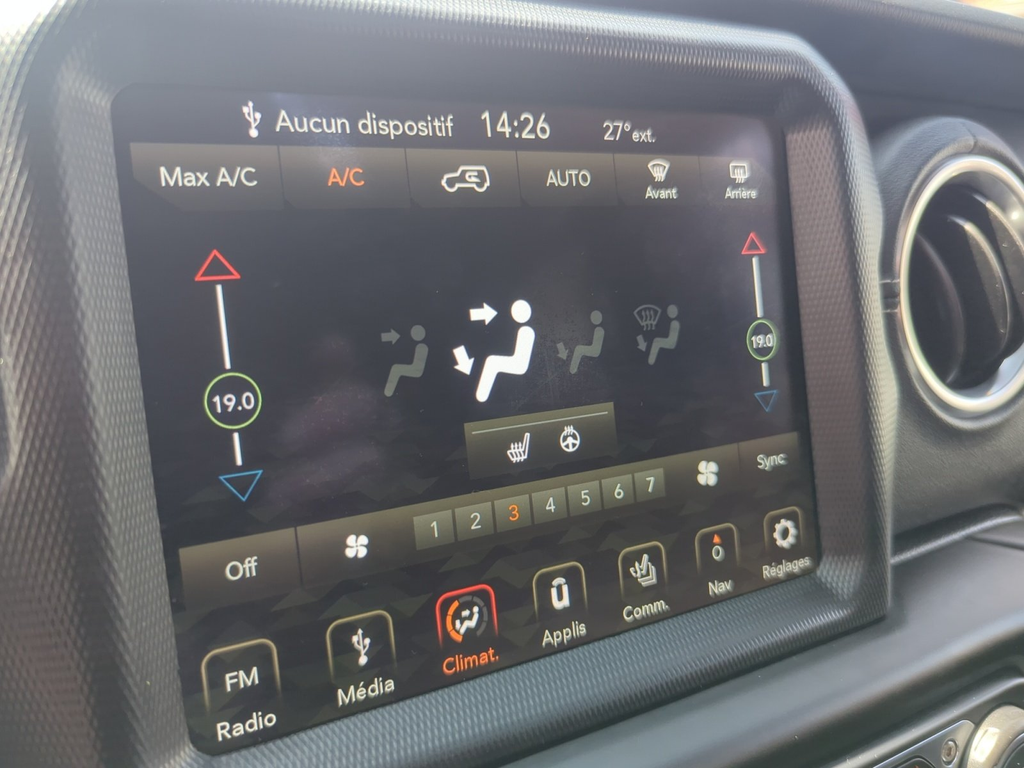 Aucun dispositif 14:26 27° ext.
Max A/C A/C AUTO Avant Arrière
19.0 19.0
Off 1 2 3 4 5 6 7 Sync
FM
Radio Média Climat. Applis Comm. Nav Réglages
0